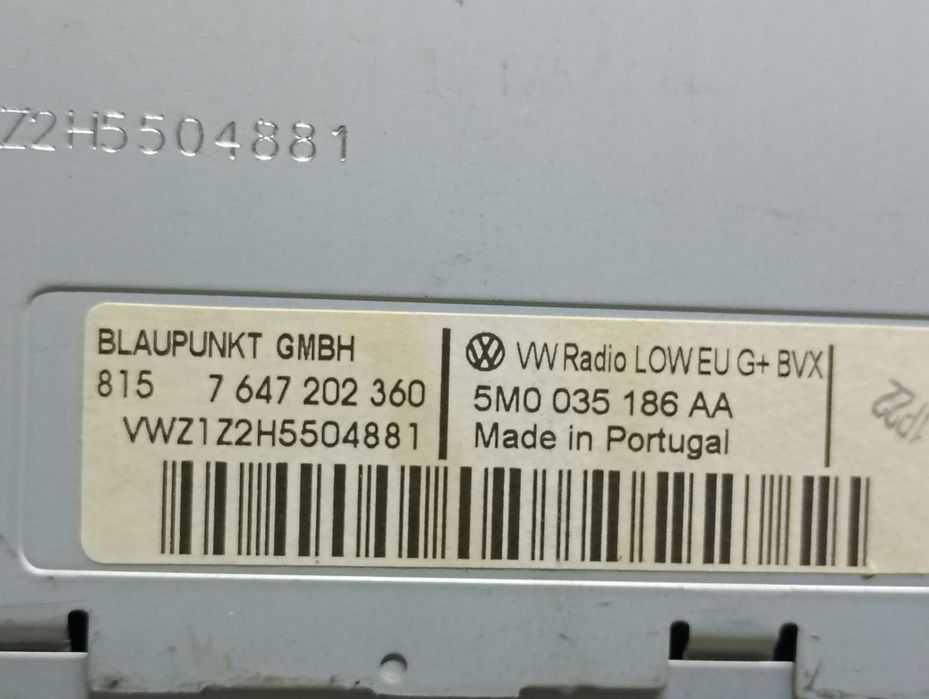 Z2H5504881
BLAUPUNKT GMBH
815 7 647 202 360
VWZ1Z2H5504881
VW Radio LOW EU G+ BVX
5M0 035 186 AA
Made in Portugal
1P22